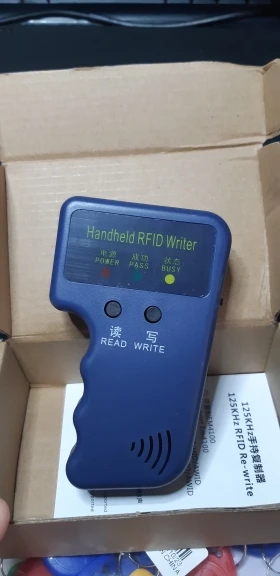 Handheld RFID Writer
电源 成功 状态
POWER PASS BUSY
读 写
READ WRITE
125KHz手持复制器
125KHz RFID Re-write
CHINA